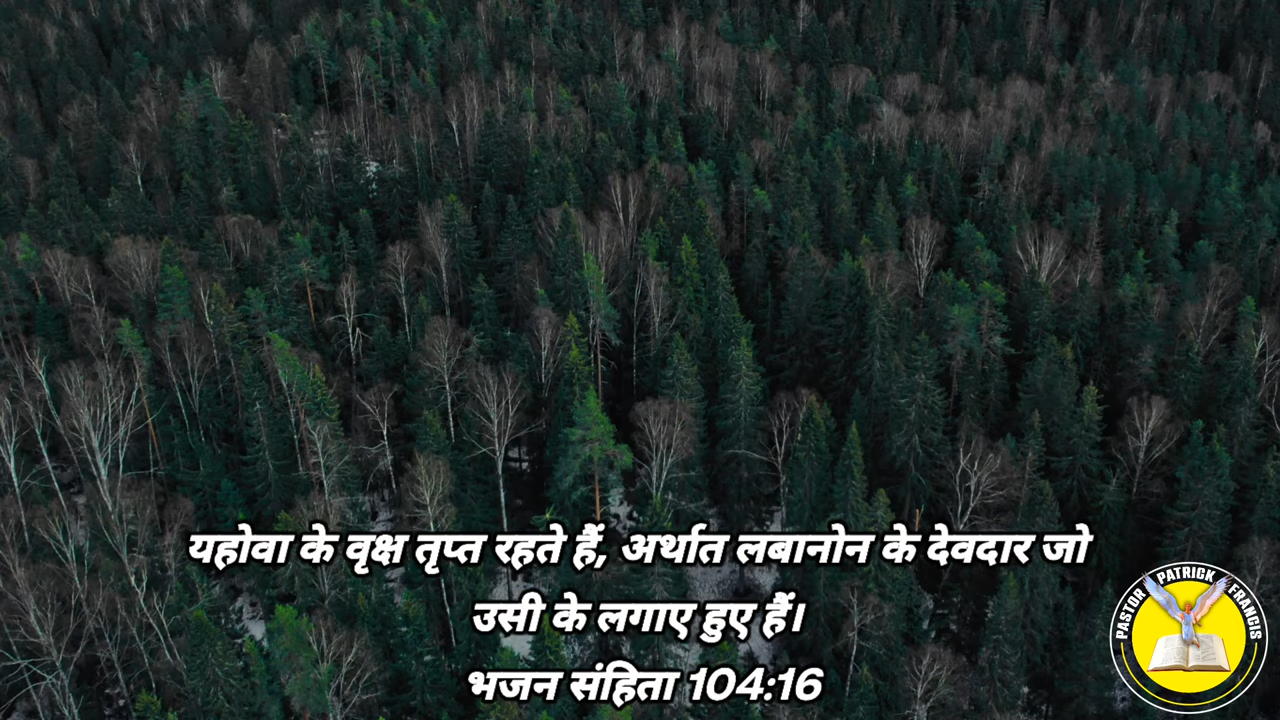 यहोवा के वृक्ष तृप्त रहते हैं, अर्थात लबानोन के देवदार जो
उसी के लगाए हुए हैं।
भजन संहिता 104:16
PASTOR PATRICK FRANCIS